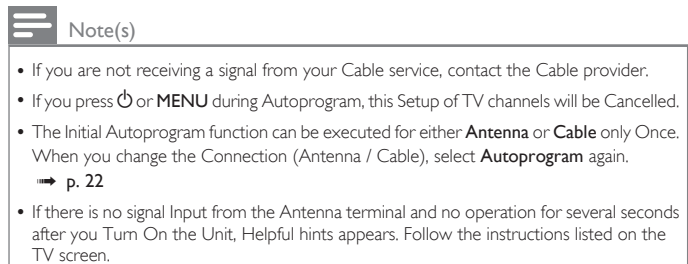 Note(s)
• If you are not receiving a signal from your Cable service, contact the Cable provider.
• If you press ⏻ or MENU during Autoprogram, this Setup of TV channels will be Cancelled.
• The Initial Autoprogram function can be executed for either Antenna or Cable only Once.
When you change the Connection (Antenna / Cable), select Autoprogram again.
➟ p. 22
• If there is no signal Input from the Antenna terminal and no operation for several seconds
after you Turn On the Unit, Helpful hints appears. Follow the instructions listed on the
TV screen.